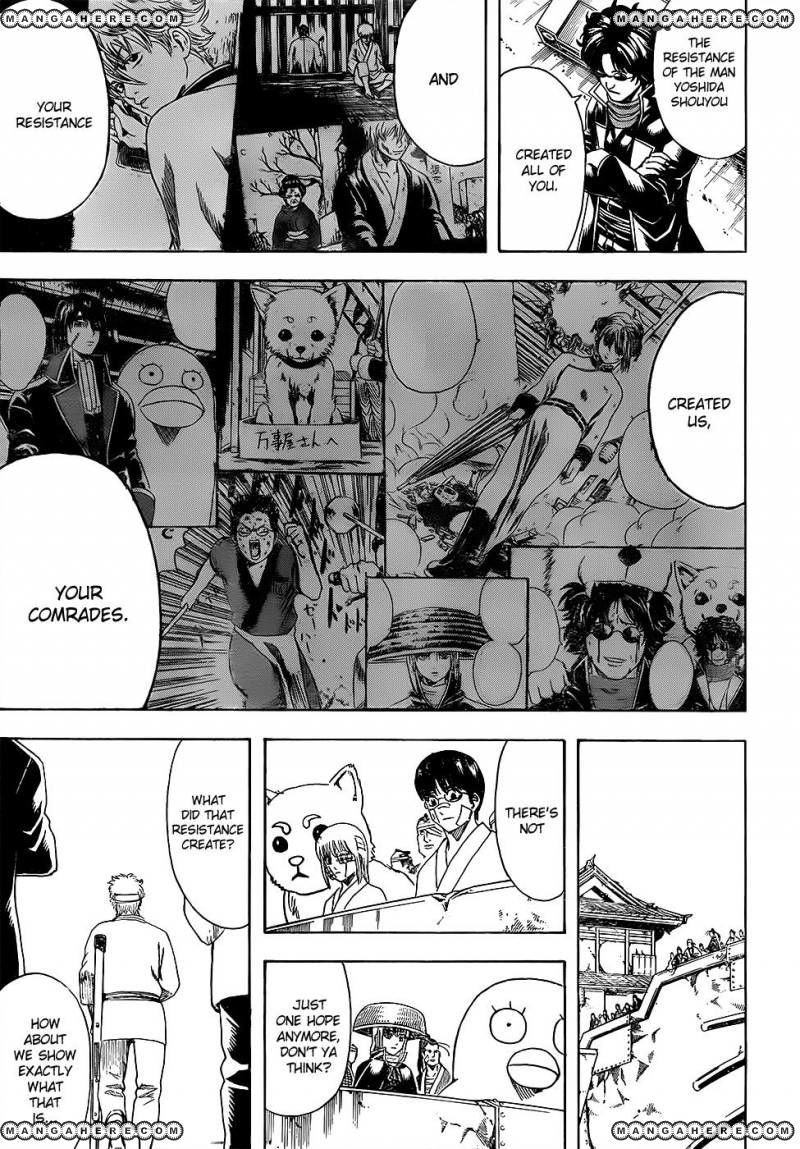 MANGAHERE.COM
MANGAHERE.COM
THE
RESISTANCE
OF THE MAN
YOSHIDA
SHOUYOU
CREATED
ALL OF
YOU.
AND
YOUR
RESISTANCE
CREATED
US,
万事屋さんへ
YOUR
COMRADES.
THERE'S
NOT
JUST
ONE HOPE
ANYMORE,
DON'T YA
THINK?
WHAT
DID THAT
RESISTANCE
CREATE?
HOW
ABOUT
WE SHOW
EXACTLY
WHAT
THAT
IS...
MANGAHERE.COM
MANGAHERE.COM